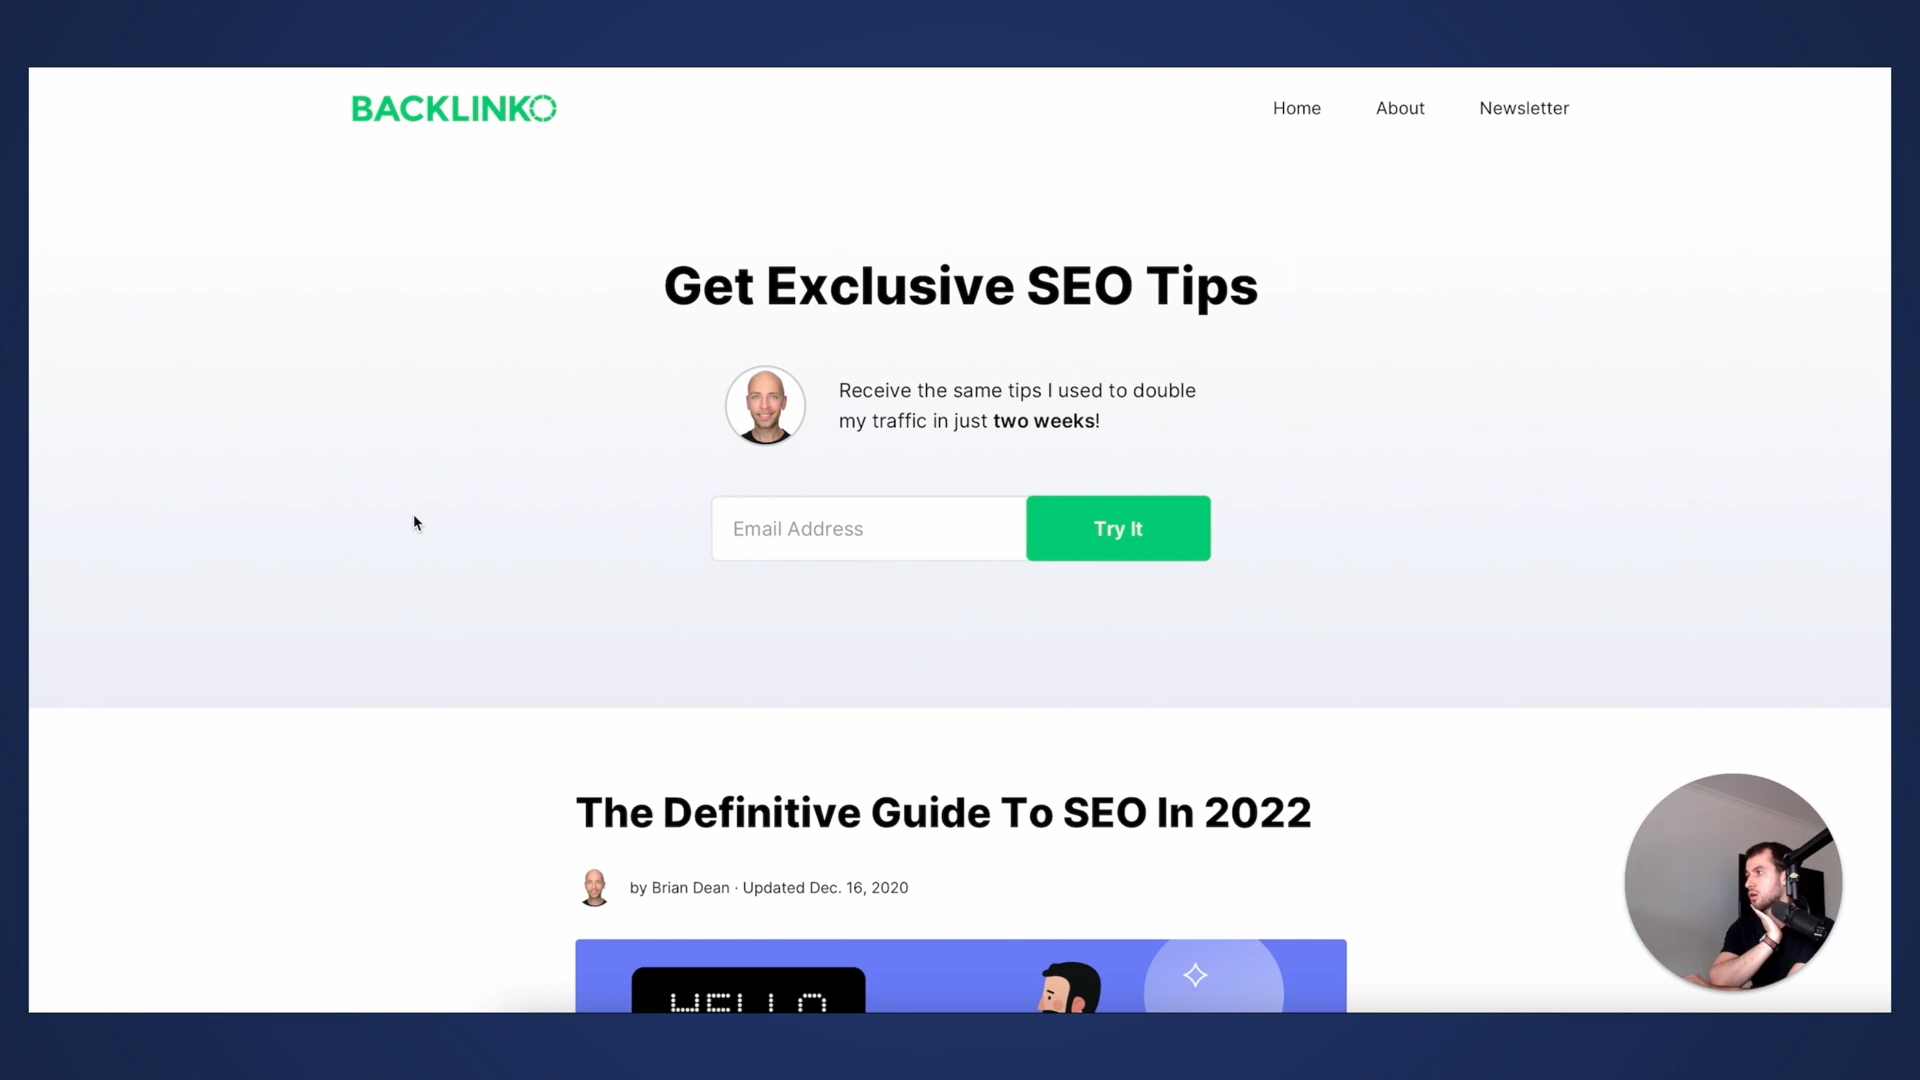 BACKLINKO
Home About Newsletter
Get Exclusive SEO Tips
Receive the same tips I used to double
my traffic in just two weeks!
Email Address Try It
The Definitive Guide To SEO In 2022
by Brian Dean · Updated Dec. 16, 2020
HELLO